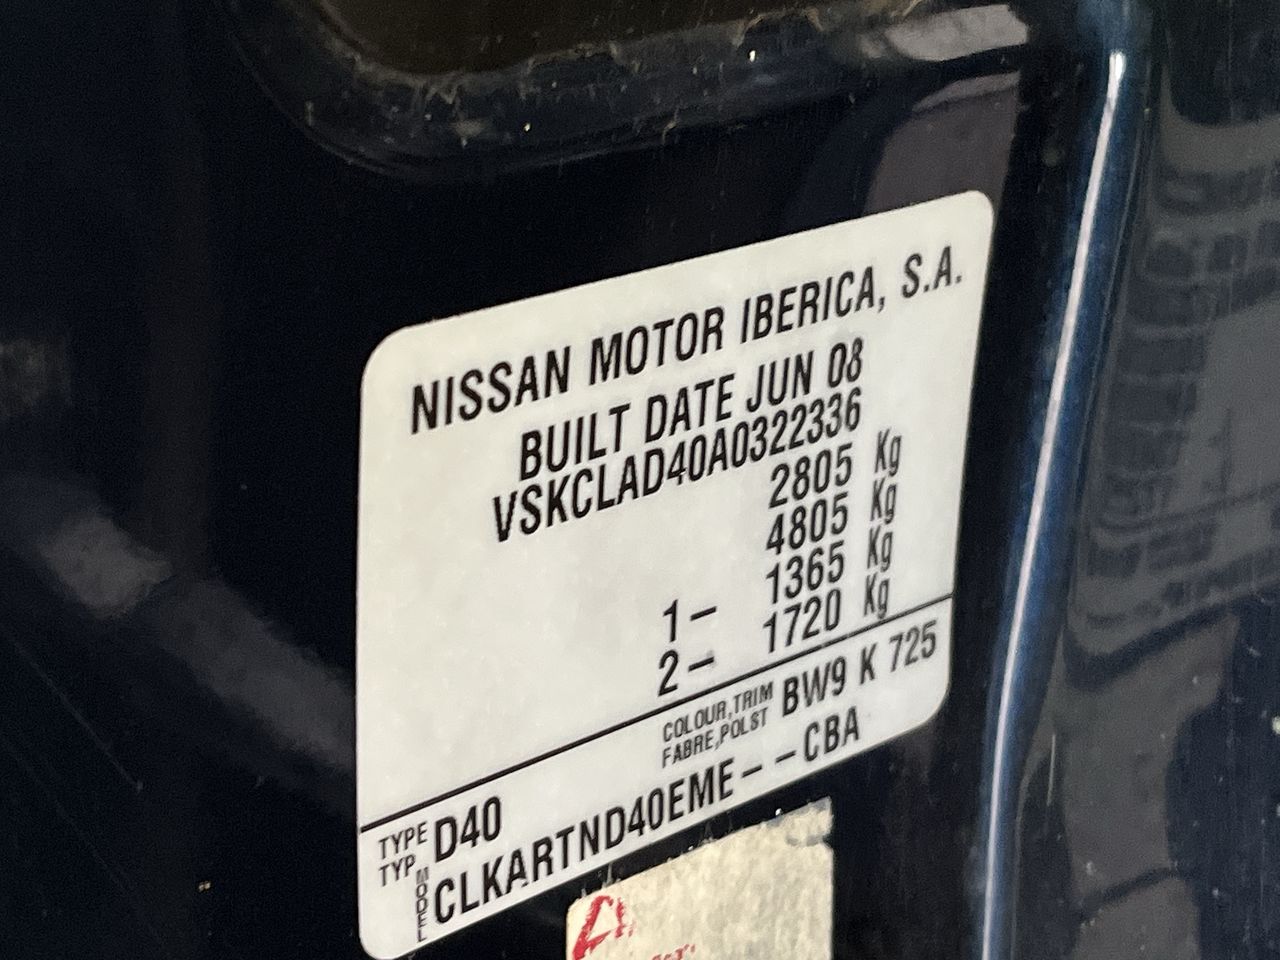 NISSAN MOTOR IBERICA, S.A.
BUILT DATE JUN 08
VSKCLAD40A0322336
2805 Kg
4805 Kg
1- 1365 Kg
2- 1720 Kg
COLOUR,TRIM BW9 K 725
FABRE,POLST
TYPE D40
TYP
MODEL CLKARTND40EME--CBA